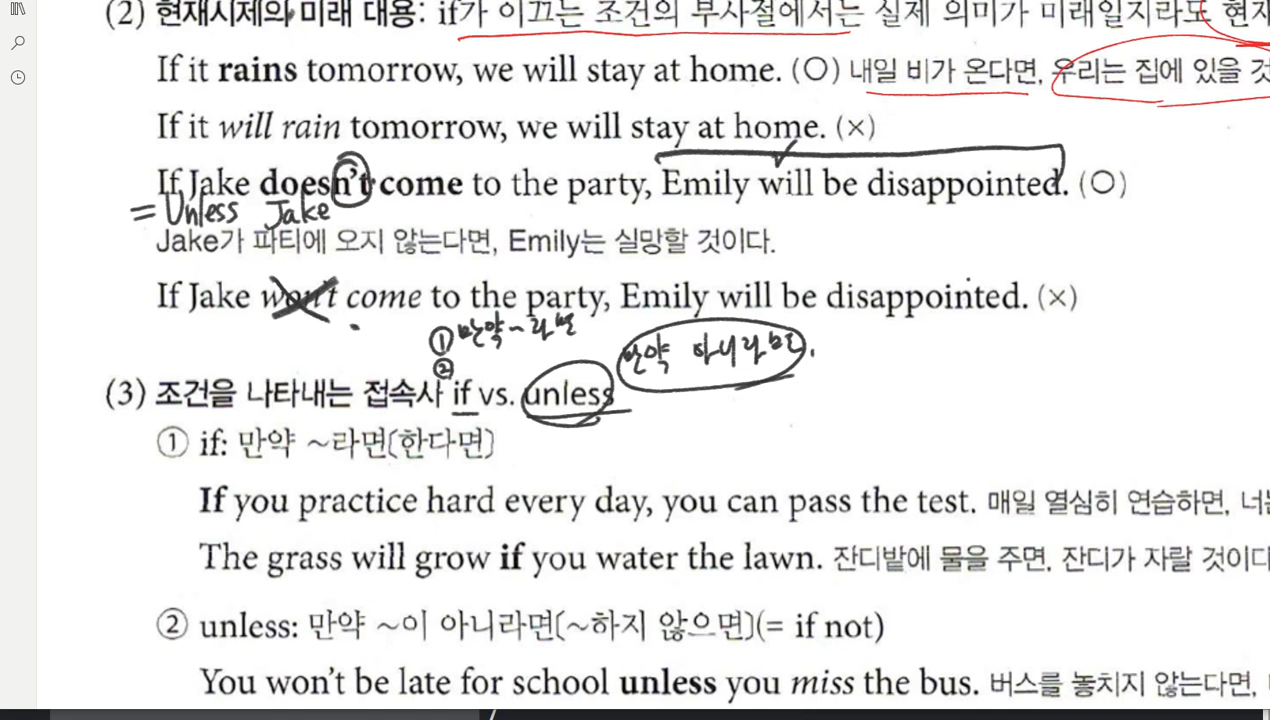 (2) 현재시제의 미래 대용: if가 이끄는 조건의 부사절에서는 실제 의미가 미래일지라도 현재
If it rains tomorrow, we will stay at home. (○) 내일 비가 온다면, 우리는 집에 있을 것
If it will rain tomorrow, we will stay at home. (×)
If Jake doesn't come to the party, Emily will be disappointed. (○)
= Unless Jake
Jake가 파티에 오지 않는다면, Emily는 실망할 것이다.
If Jake won't come to the party, Emily will be disappointed. (×)
① 만약 ~라면
② 만약 아니라면.
(3) 조건을 나타내는 접속사 if vs. unless
① if: 만약 ~라면(한다면)
If you practice hard every day, you can pass the test. 매일 열심히 연습하면, 너는
The grass will grow if you water the lawn. 잔디밭에 물을 주면, 잔디가 자랄 것이다
② unless: 만약 ~이 아니라면(~하지 않으면)(= if not)
You won't be late for school unless you miss the bus. 버스를 놓치지 않는다면,